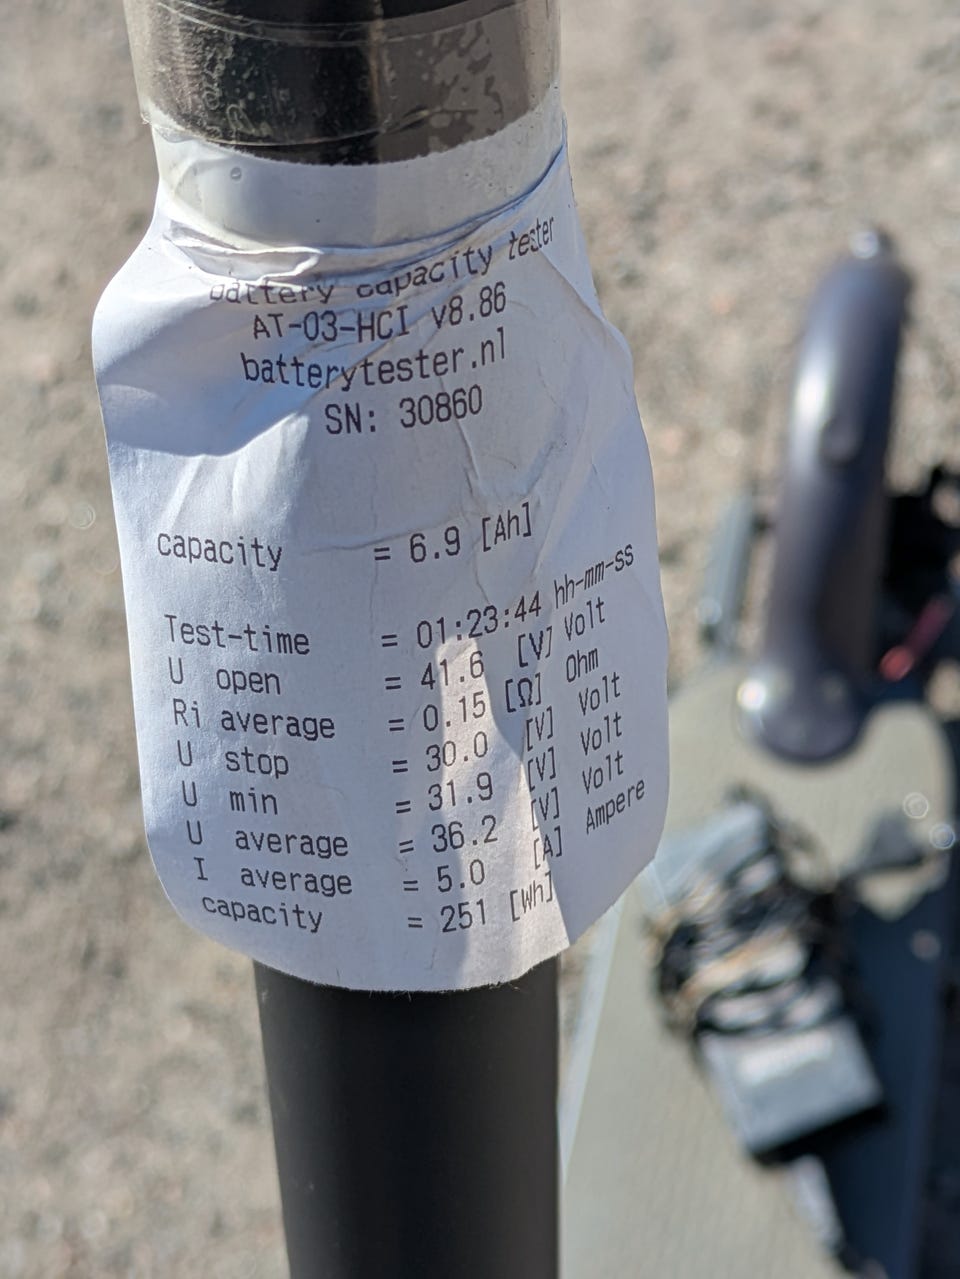 battery capacity tester
AT-03-HCI v8.86
batterytester.nl
SN: 30860
capacity = 6.9 [Ah]
Test-time = 01:23:44 hh-mm-ss
U open = 41.6 [V] Volt
Ri average = 0.15 [Ω] Ohm
U stop = 30.0 [V] Volt
U min = 31.9 [V] Volt
U average = 36.2 [V] Volt
I average = 5.0 [A] Ampere
capacity = 251 [Wh]